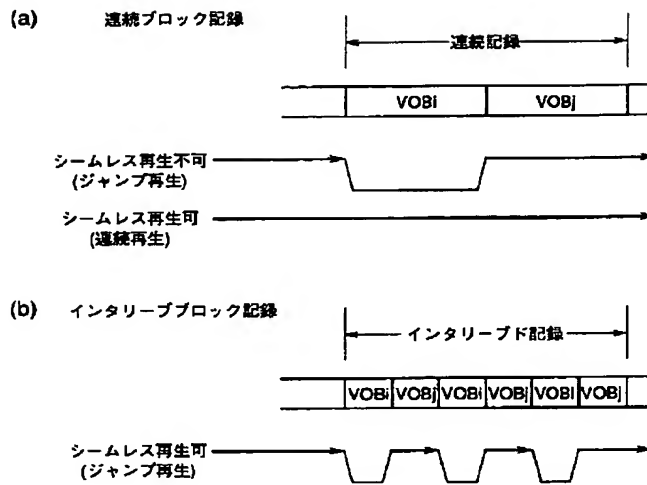 (a) 連続ブロック記録
連続記録
VOBi VOBj
シームレス再生不可
(ジャンプ再生)
シームレス再生可
(連続再生)
(b) インタリーブブロック記録
インタリーブド記録
VOBi VOBj VOBi VOBj VOBi VOBj
シームレス再生可
(ジャンプ再生)